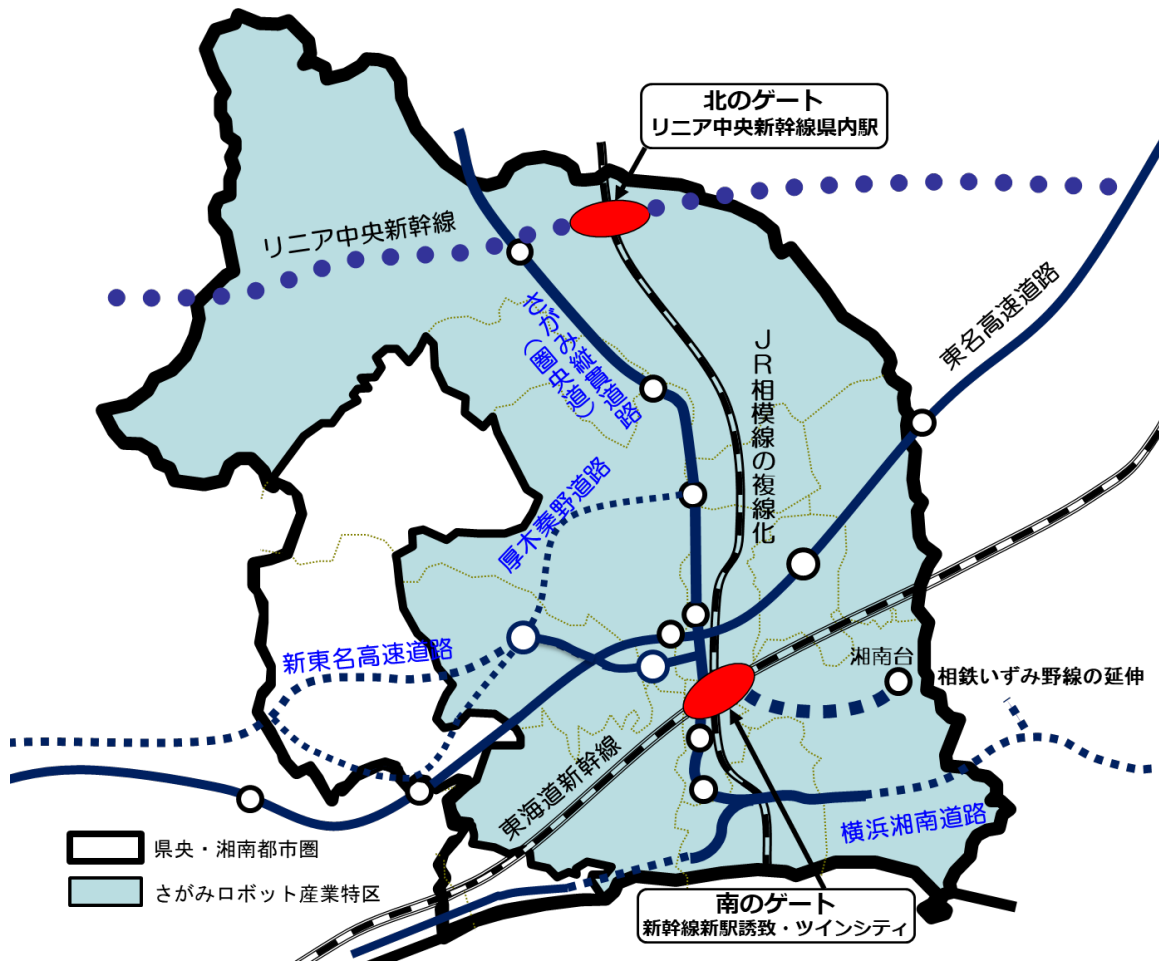 北のゲート
リニア中央新幹線県内駅
リニア中央新幹線
さがみ縦貫道路
（圏央道）
JR相模線の複線化
東名高速道路
厚木秦野道路
新東名高速道路
湘南台
相鉄いずみ野線の延伸
東海道新幹線
横浜湘南道路
県央・湘南都市圏
さがみロボット産業特区
南のゲート
新幹線新駅誘致・ツインシティ